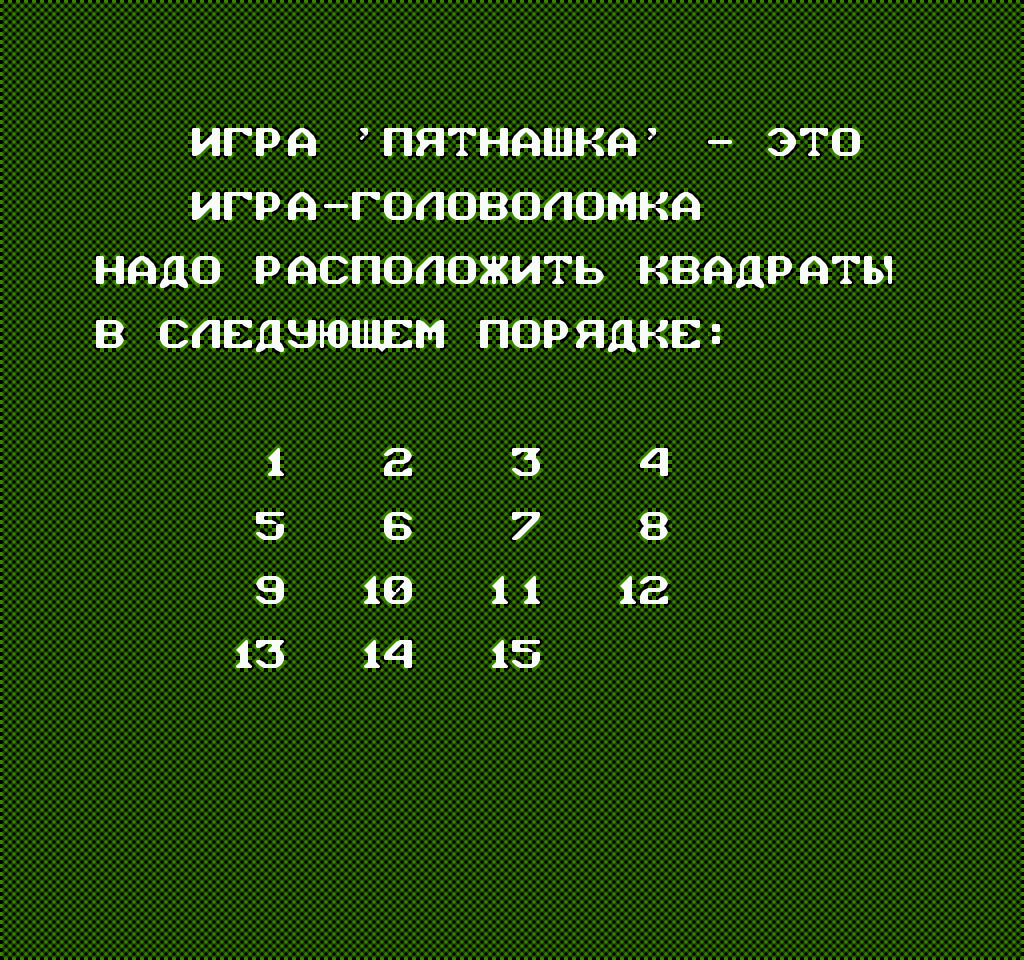 ИГРА 'ПЯТНАШКА' - ЭТО
ИГРА-ГОЛОВОЛОМКА
НАДО РАСПОЛОЖИТЬ КВАДРАТЫ
В СЛЕДУЮЩЕМ ПОРЯДКЕ:
1 2 3 4
5 6 7 8
9 10 11 12
13 14 15